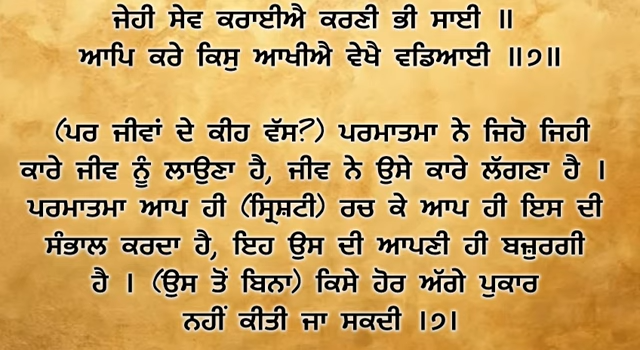 ਜੇਹੀ ਸੇਵ ਕਰਾਈਐ ਕਰਣੀ ਭੀ ਸਾਈ ॥
ਆਪਿ ਕਰੇ ਕਿਸੁ ਆਖੀਐ ਵੇਖੈ ਵਡਿਆਈ ॥੭॥
(ਪਰ ਜੀਵਾਂ ਦੇ ਕੀਹ ਵੱਸ?) ਪਰਮਾਤਮਾ ਨੇ ਜਿਹੋ ਜਿਹੀ
ਕਾਰੇ ਜੀਵ ਨੂੰ ਲਾਉਣਾ ਹੈ, ਜੀਵ ਨੇ ਉਸੇ ਕਾਰੇ ਲੱਗਣਾ ਹੈ ।
ਪਰਮਾਤਮਾ ਆਪ ਹੀ (ਸ੍ਰਿਸ਼ਟੀ) ਰਚ ਕੇ ਆਪ ਹੀ ਇਸ ਦੀ
ਸੰਭਾਲ ਕਰਦਾ ਹੈ, ਇਹ ਉਸ ਦੀ ਆਪਣੀ ਹੀ ਬਜ਼ੁਰਗੀ
ਹੈ । (ਉਸ ਤੋਂ ਬਿਨਾ) ਕਿਸੇ ਹੋਰ ਅੱਗੇ ਪੁਕਾਰ
ਨਹੀਂ ਕੀਤੀ ਜਾ ਸਕਦੀ ।੭।